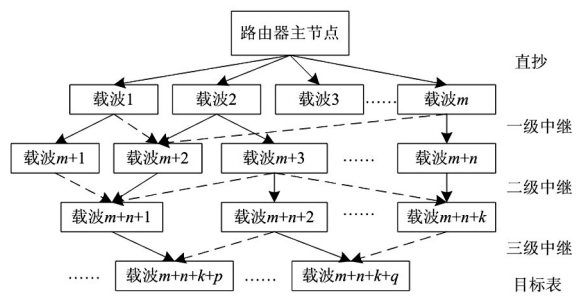 路由器主节点
直抄
载波1 载波2 载波3 …… 载波m
一级中继
载波m+1 载波m+2 载波m+3 …… 载波m+n
二级中继
载波m+n+1 载波m+n+2 …… 载波m+n+k
三级中继
…… 载波m+n+k+p …… 载波m+n+k+q
目标表